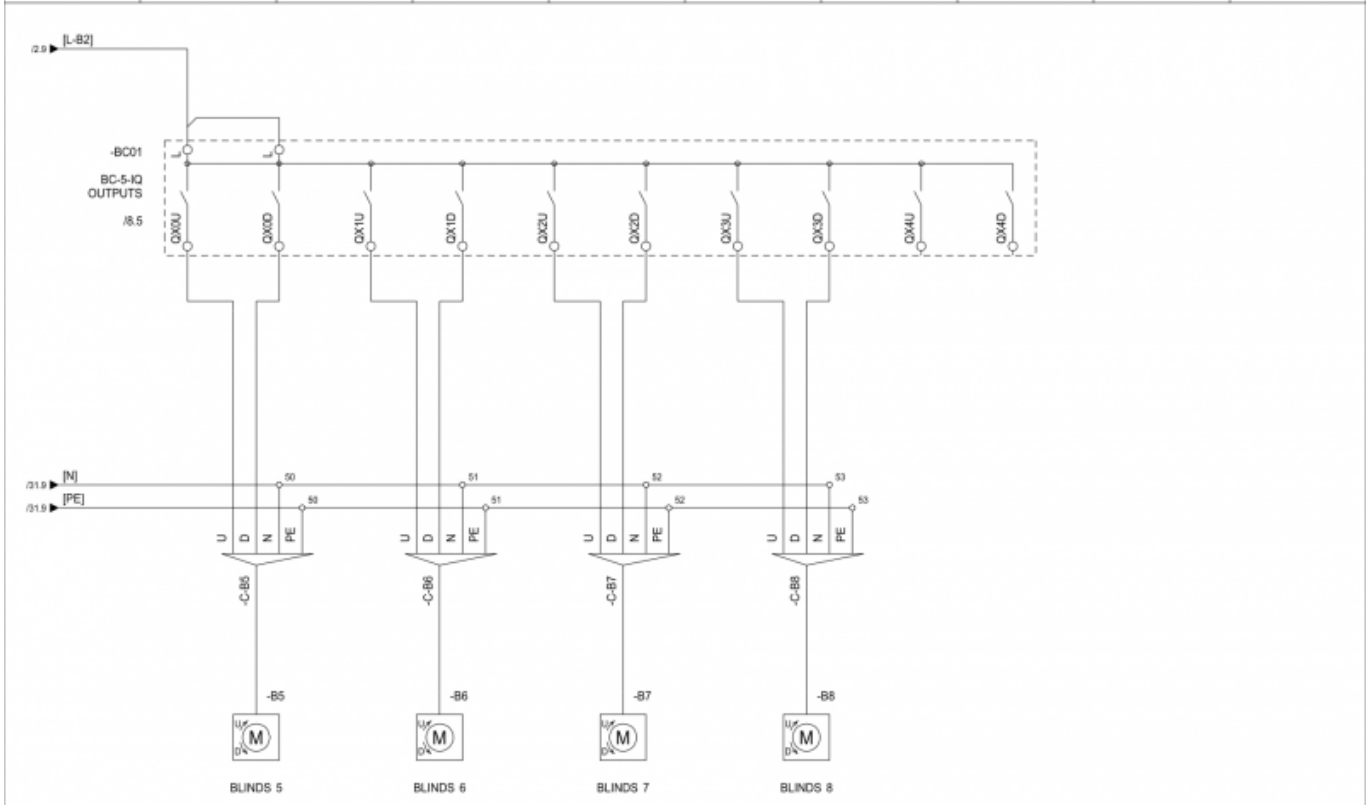 [L-B2]
/2.9
-BC01
BC-5-IQ
OUTPUTS
/8.5
L
L
QX0U
QX0D
QX1U
QX1D
QX2U
QX2D
QX3U
QX3D
QX4U
QX4D
[N]
/31.9
50
51
52
53
[PE]
/31.9
50
51
52
53
U D N PE
U D N PE
U D N PE
U D N PE
-C-B5
-C-B6
-C-B7
-C-B8
-B5
-B6
-B7
-B8
U
D
M
U
D
M
U
D
M
U
D
M
BLINDS 5
BLINDS 6
BLINDS 7
BLINDS 8